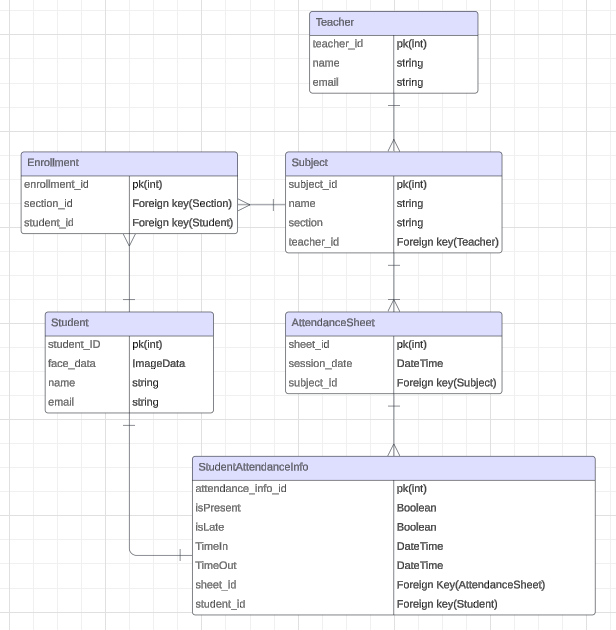 Teacher
teacher_id pk(int)
name string
email string
Enrollment
enrollment_id pk(int)
section_id Foreign key(Section)
student_id Foreign key(Student)
Subject
subject_id pk(int)
name string
section string
teacher_id Foreign key(Teacher)
Student
student_ID pk(int)
face_data ImageData
name string
email string
AttendanceSheet
sheet_id pk(int)
session_date DateTime
subject_id Foreign key(Subject)
StudentAttendanceInfo
attendance_info_id pk(int)
isPresent Boolean
isLate Boolean
TimeIn DateTime
TimeOut DateTime
sheet_id Foreign Key(AttendanceSheet)
student_id Foreign key(Student)